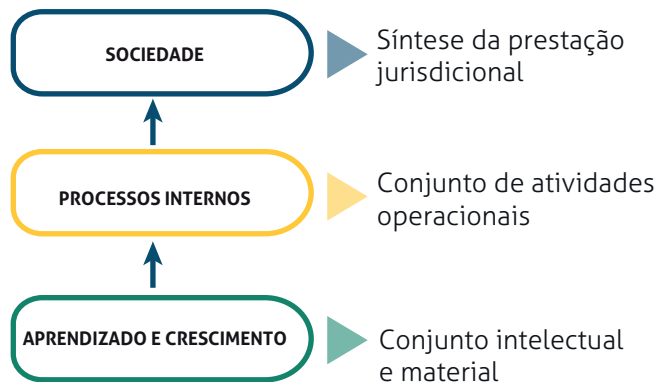 SOCIEDADE
Síntese da prestação
jurisdicional
PROCESSOS INTERNOS
Conjunto de atividades
operacionais
APRENDIZADO E CRESCIMENTO
Conjunto intelectual
e material